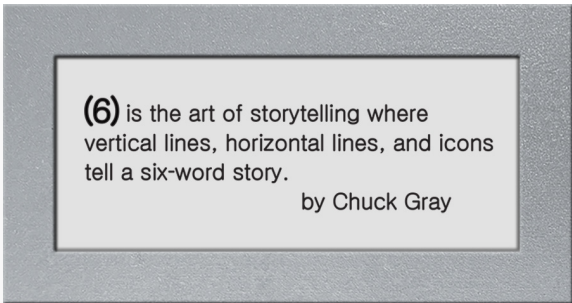 (6) is the art of storytelling where
vertical lines, horizontal lines, and icons
tell a six-word story.
by Chuck Gray